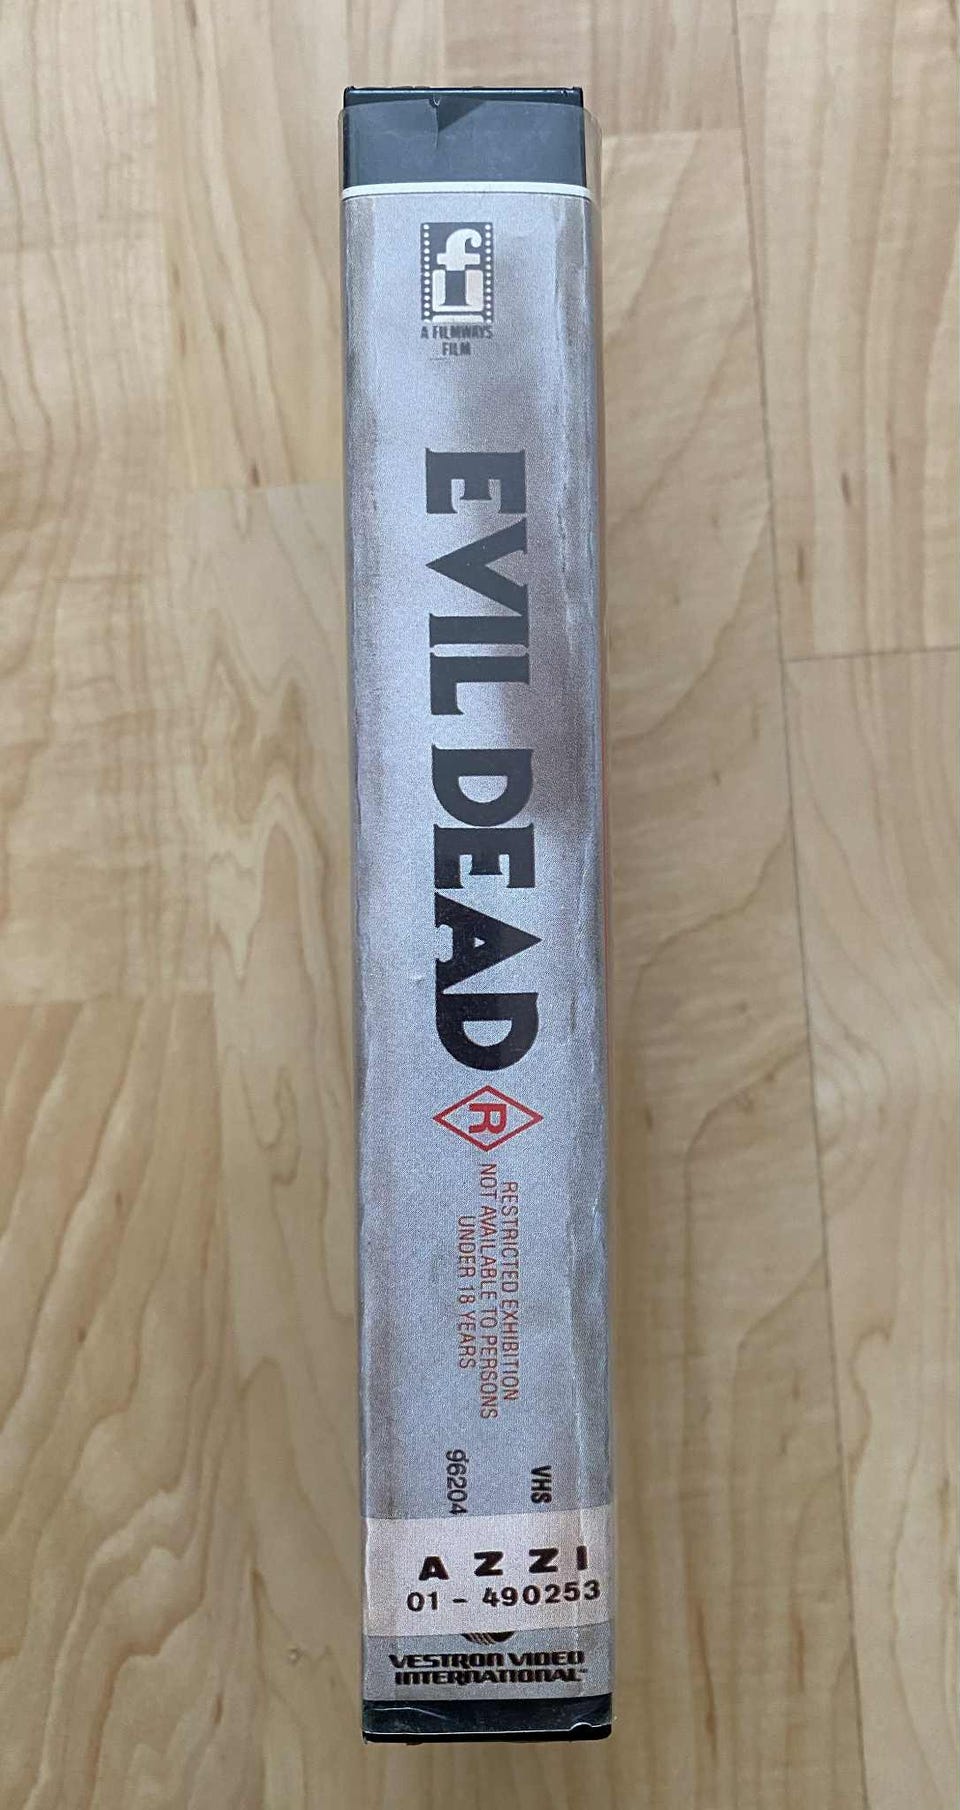 fi
A FILMWAYS
FILM
EVIL DEAD
R
RESTRICTED EXHIBITION
NOT AVAILABLE TO PERSONS
UNDER 18 YEARS
VHS
96204
AZZI
01 - 490253
VESTRON VIDEO
INTERNATIONAL